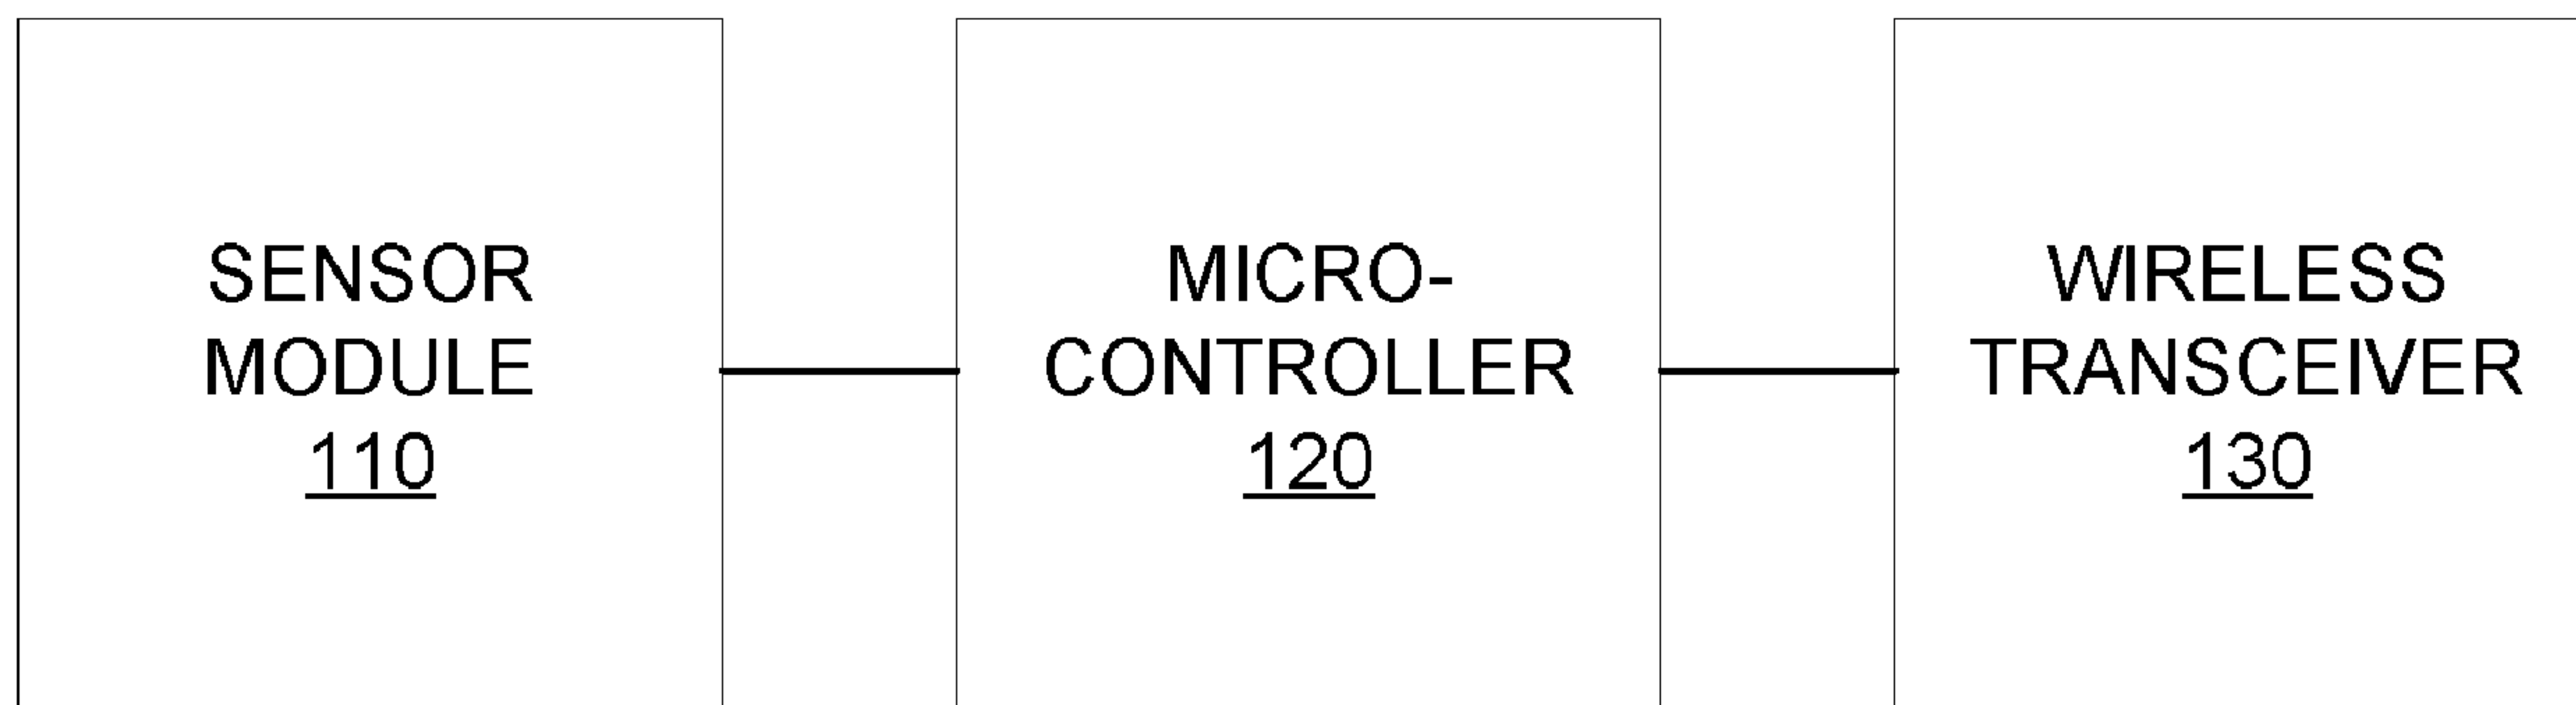 SENSOR
MODULE
110
MICRO-
CONTROLLER
120
WIRELESS
TRANSCEIVER
130